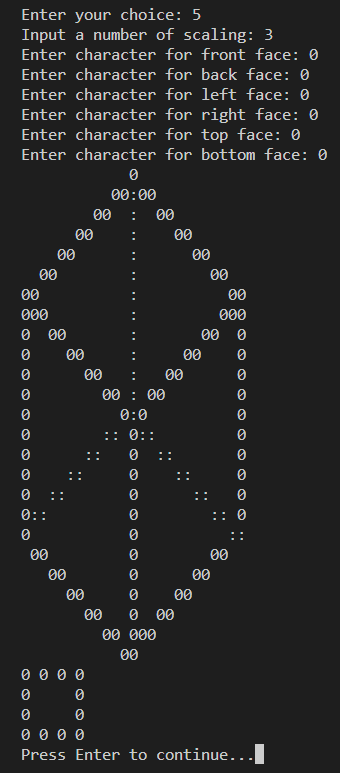 Enter your choice: 5
Input a number of scaling: 3
Enter character for front face: 0
Enter character for back face: 0
Enter character for left face: 0
Enter character for right face: 0
Enter character for top face: 0
Enter character for bottom face: 0
            0
          00:00
        00  :  00
      00    :    00
    00      :      00
  00        :        00
00          :          00
000         :         000
0  00       :       00  0
0    00     :     00    0
0      00   :   00      0
0        00 : 00        0
0          0:0          0
0        :: 0::         0
0      ::   0  ::       0
0    ::     0    ::     0
0  ::       0      ::   0
0::         0        :: 0
0           0          ::
 00         0        00
   00       0      00
     00     0    00
       00   0  00
         00 000
           00
0 0 0 0
0     0
0     0
0 0 0 0
Press Enter to continue...